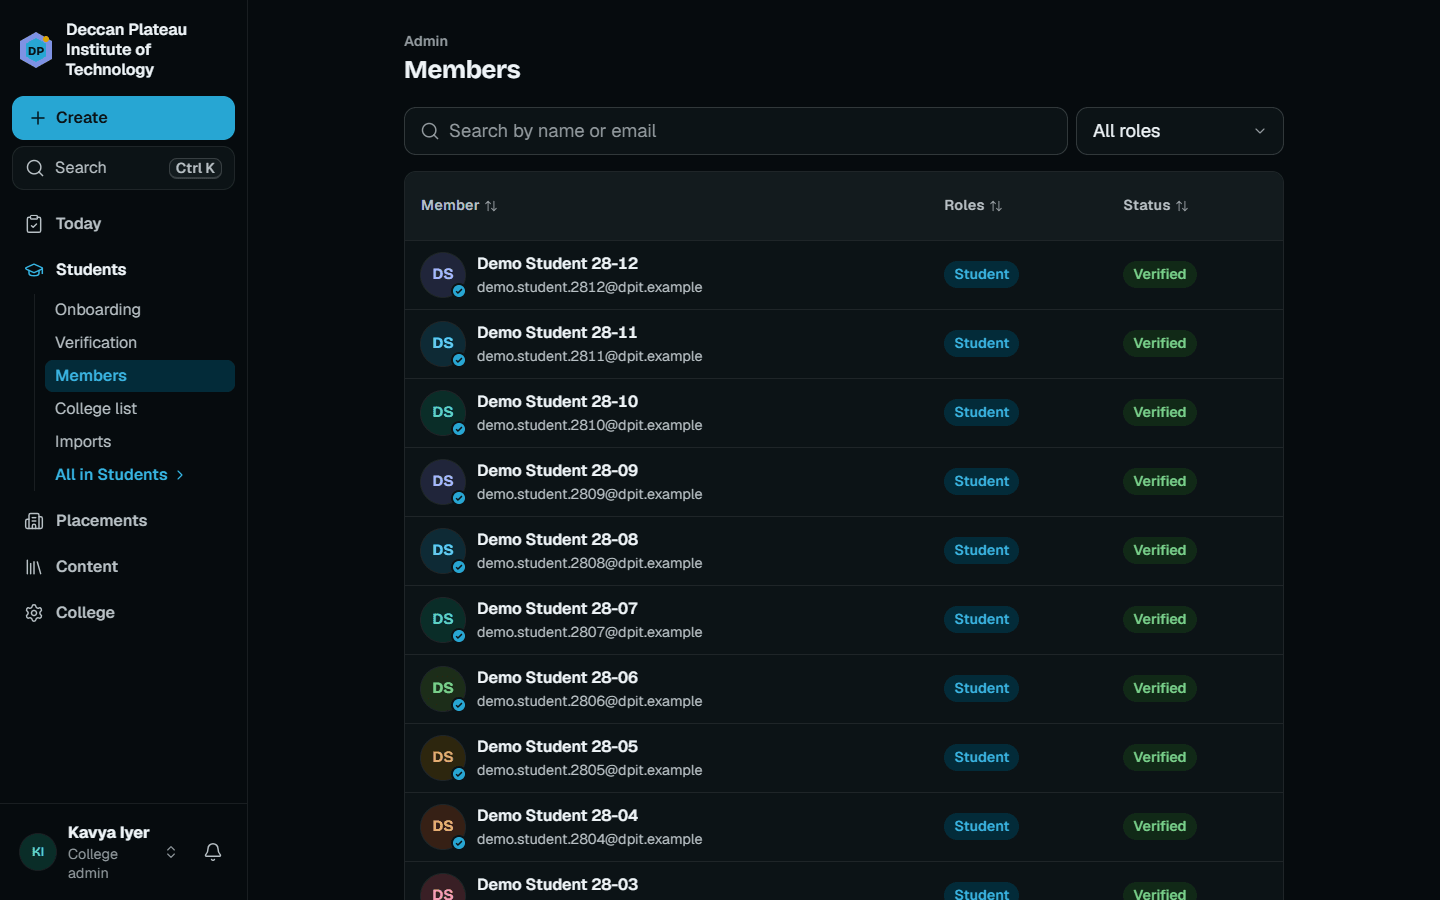 DP
Deccan Plateau
Institute of
Technology
Create
Search
Ctrl K
Today
Students
Onboarding
Verification
Members
College list
Imports
All in Students
Placements
Content
College
KI
Kavya Iyer
College
admin
Admin
Members
Search by name or email
All roles
Member
Roles
Status
DS
Demo Student 28-12
demo.student.2812@dpit.example
Student
Verified
DS
Demo Student 28-11
demo.student.2811@dpit.example
Student
Verified
DS
Demo Student 28-10
demo.student.2810@dpit.example
Student
Verified
DS
Demo Student 28-09
demo.student.2809@dpit.example
Student
Verified
DS
Demo Student 28-08
demo.student.2808@dpit.example
Student
Verified
DS
Demo Student 28-07
demo.student.2807@dpit.example
Student
Verified
DS
Demo Student 28-06
demo.student.2806@dpit.example
Student
Verified
DS
Demo Student 28-05
demo.student.2805@dpit.example
Student
Verified
DS
Demo Student 28-04
demo.student.2804@dpit.example
Student
Verified
DS
Demo Student 28-03
Student
Verified